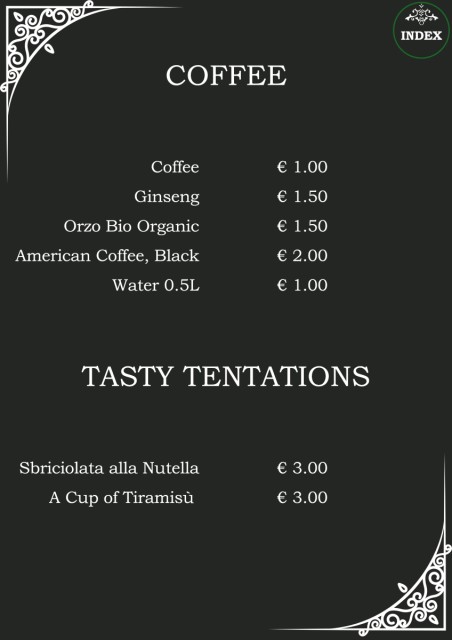 INDEX
COFFEE
Coffee € 1.00
Ginseng € 1.50
Orzo Bio Organic € 1.50
American Coffee, Black € 2.00
Water 0.5L € 1.00
TASTY TENTATIONS
Sbriciolata alla Nutella € 3.00
A Cup of Tiramisù € 3.00